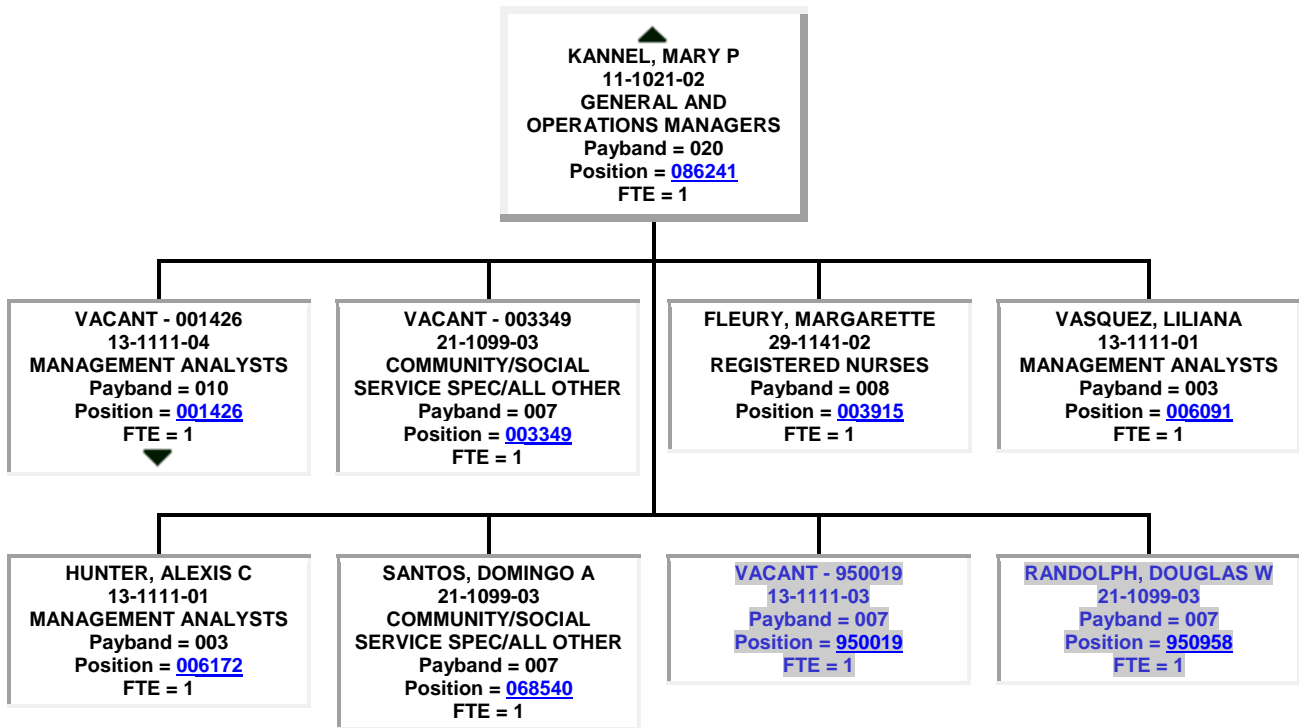 KANNEL, MARY P
11-1021-02
GENERAL AND
OPERATIONS MANAGERS
Payband = 020
Position = 086241
FTE = 1
VACANT - 001426
13-1111-04
MANAGEMENT ANALYSTS
Payband = 010
Position = 001426
FTE = 1
VACANT - 003349
21-1099-03
COMMUNITY/SOCIAL
SERVICE SPEC/ALL OTHER
Payband = 007
Position = 003349
FTE = 1
FLEURY, MARGARETTE
29-1141-02
REGISTERED NURSES
Payband = 008
Position = 003915
FTE = 1
VASQUEZ, LILIANA
13-1111-01
MANAGEMENT ANALYSTS
Payband = 003
Position = 006091
FTE = 1
HUNTER, ALEXIS C
13-1111-01
MANAGEMENT ANALYSTS
Payband = 003
Position = 006172
FTE = 1
SANTOS, DOMINGO A
21-1099-03
COMMUNITY/SOCIAL
SERVICE SPEC/ALL OTHER
Payband = 007
Position = 068540
FTE = 1
VACANT - 950019
13-1111-03
Payband = 007
Position = 950019
FTE = 1
RANDOLPH, DOUGLAS W
21-1099-03
Payband = 007
Position = 950958
FTE = 1